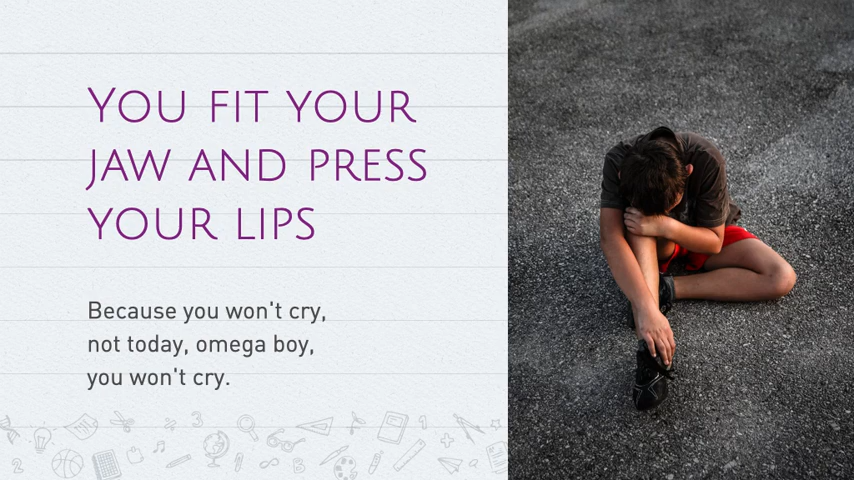 You fit your
jaw and press
your lips
Because you won't cry,
not today, omega boy,
you won't cry.